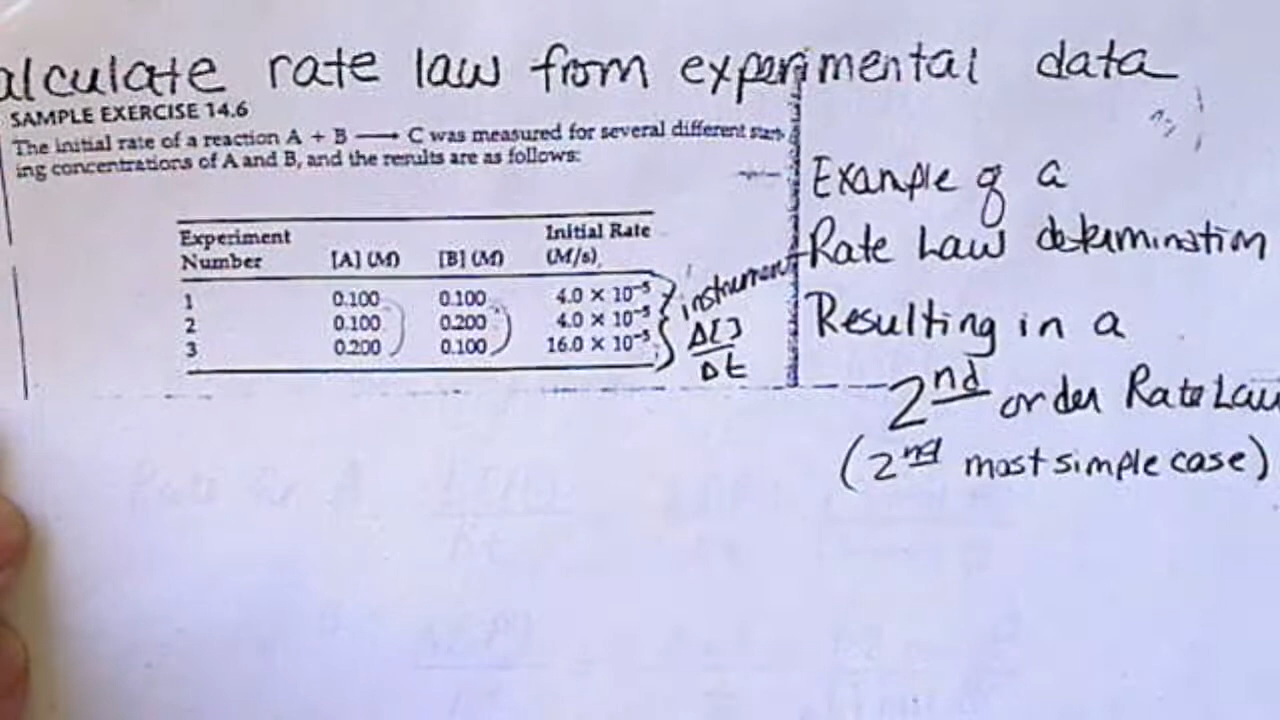 alculate rate law from experimental data
SAMPLE EXERCISE 14.6
The initial rate of a reaction A + B ⟶ C was measured for several different start-
ing concentrations of A and B, and the results are as follows:
Experiment Number [A] (M) [B] (M) Initial Rate (M/s)
1 0.100 0.100 4.0 × 10⁻⁵
2 0.100 0.200 4.0 × 10⁻⁵
3 0.200 0.100 16.0 × 10⁻⁵
instrument
Δ[]
Δt
Example of a
Rate Law determination
Resulting in a
2nd order Rate Law
(2nd most simple case)